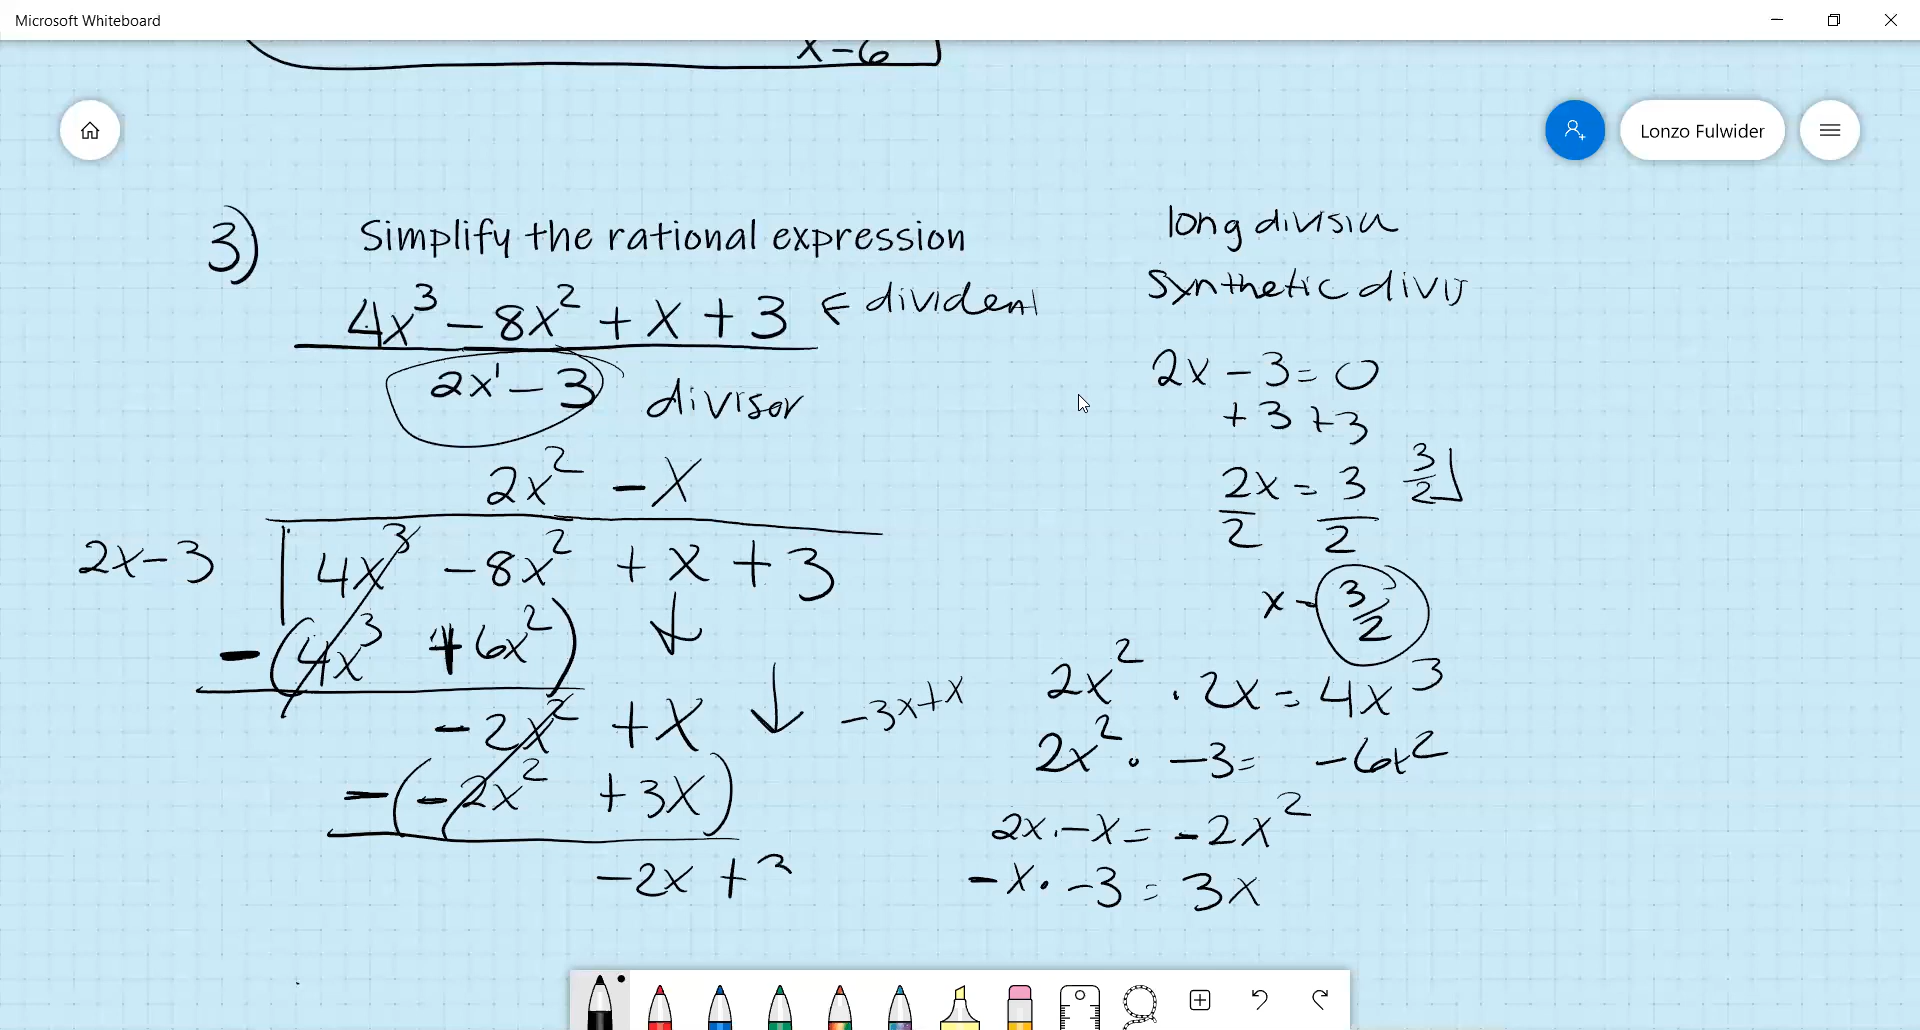 Microsoft Whiteboard
x-6
Lonzo Fulwider
3) Simplify the rational expression
4x³ - 8x² + x + 3 ← divident
2x¹ - 3 divisor
2x² - x
2x-3 4x³ - 8x² + x + 3
-(4x³ + 6x²) ↓
-2x² + x ↓ -3x+x
-(-2x² + 3x)
-2x + 3
long divisin
synthetic divis
2x - 3 = 0
+3 +3
2x = 3 3/2
2 2
x = 3/2
2x² · 2x = 4x³
2x² · -3 = -6x²
2x · -x = -2x²
-x · -3 = 3x